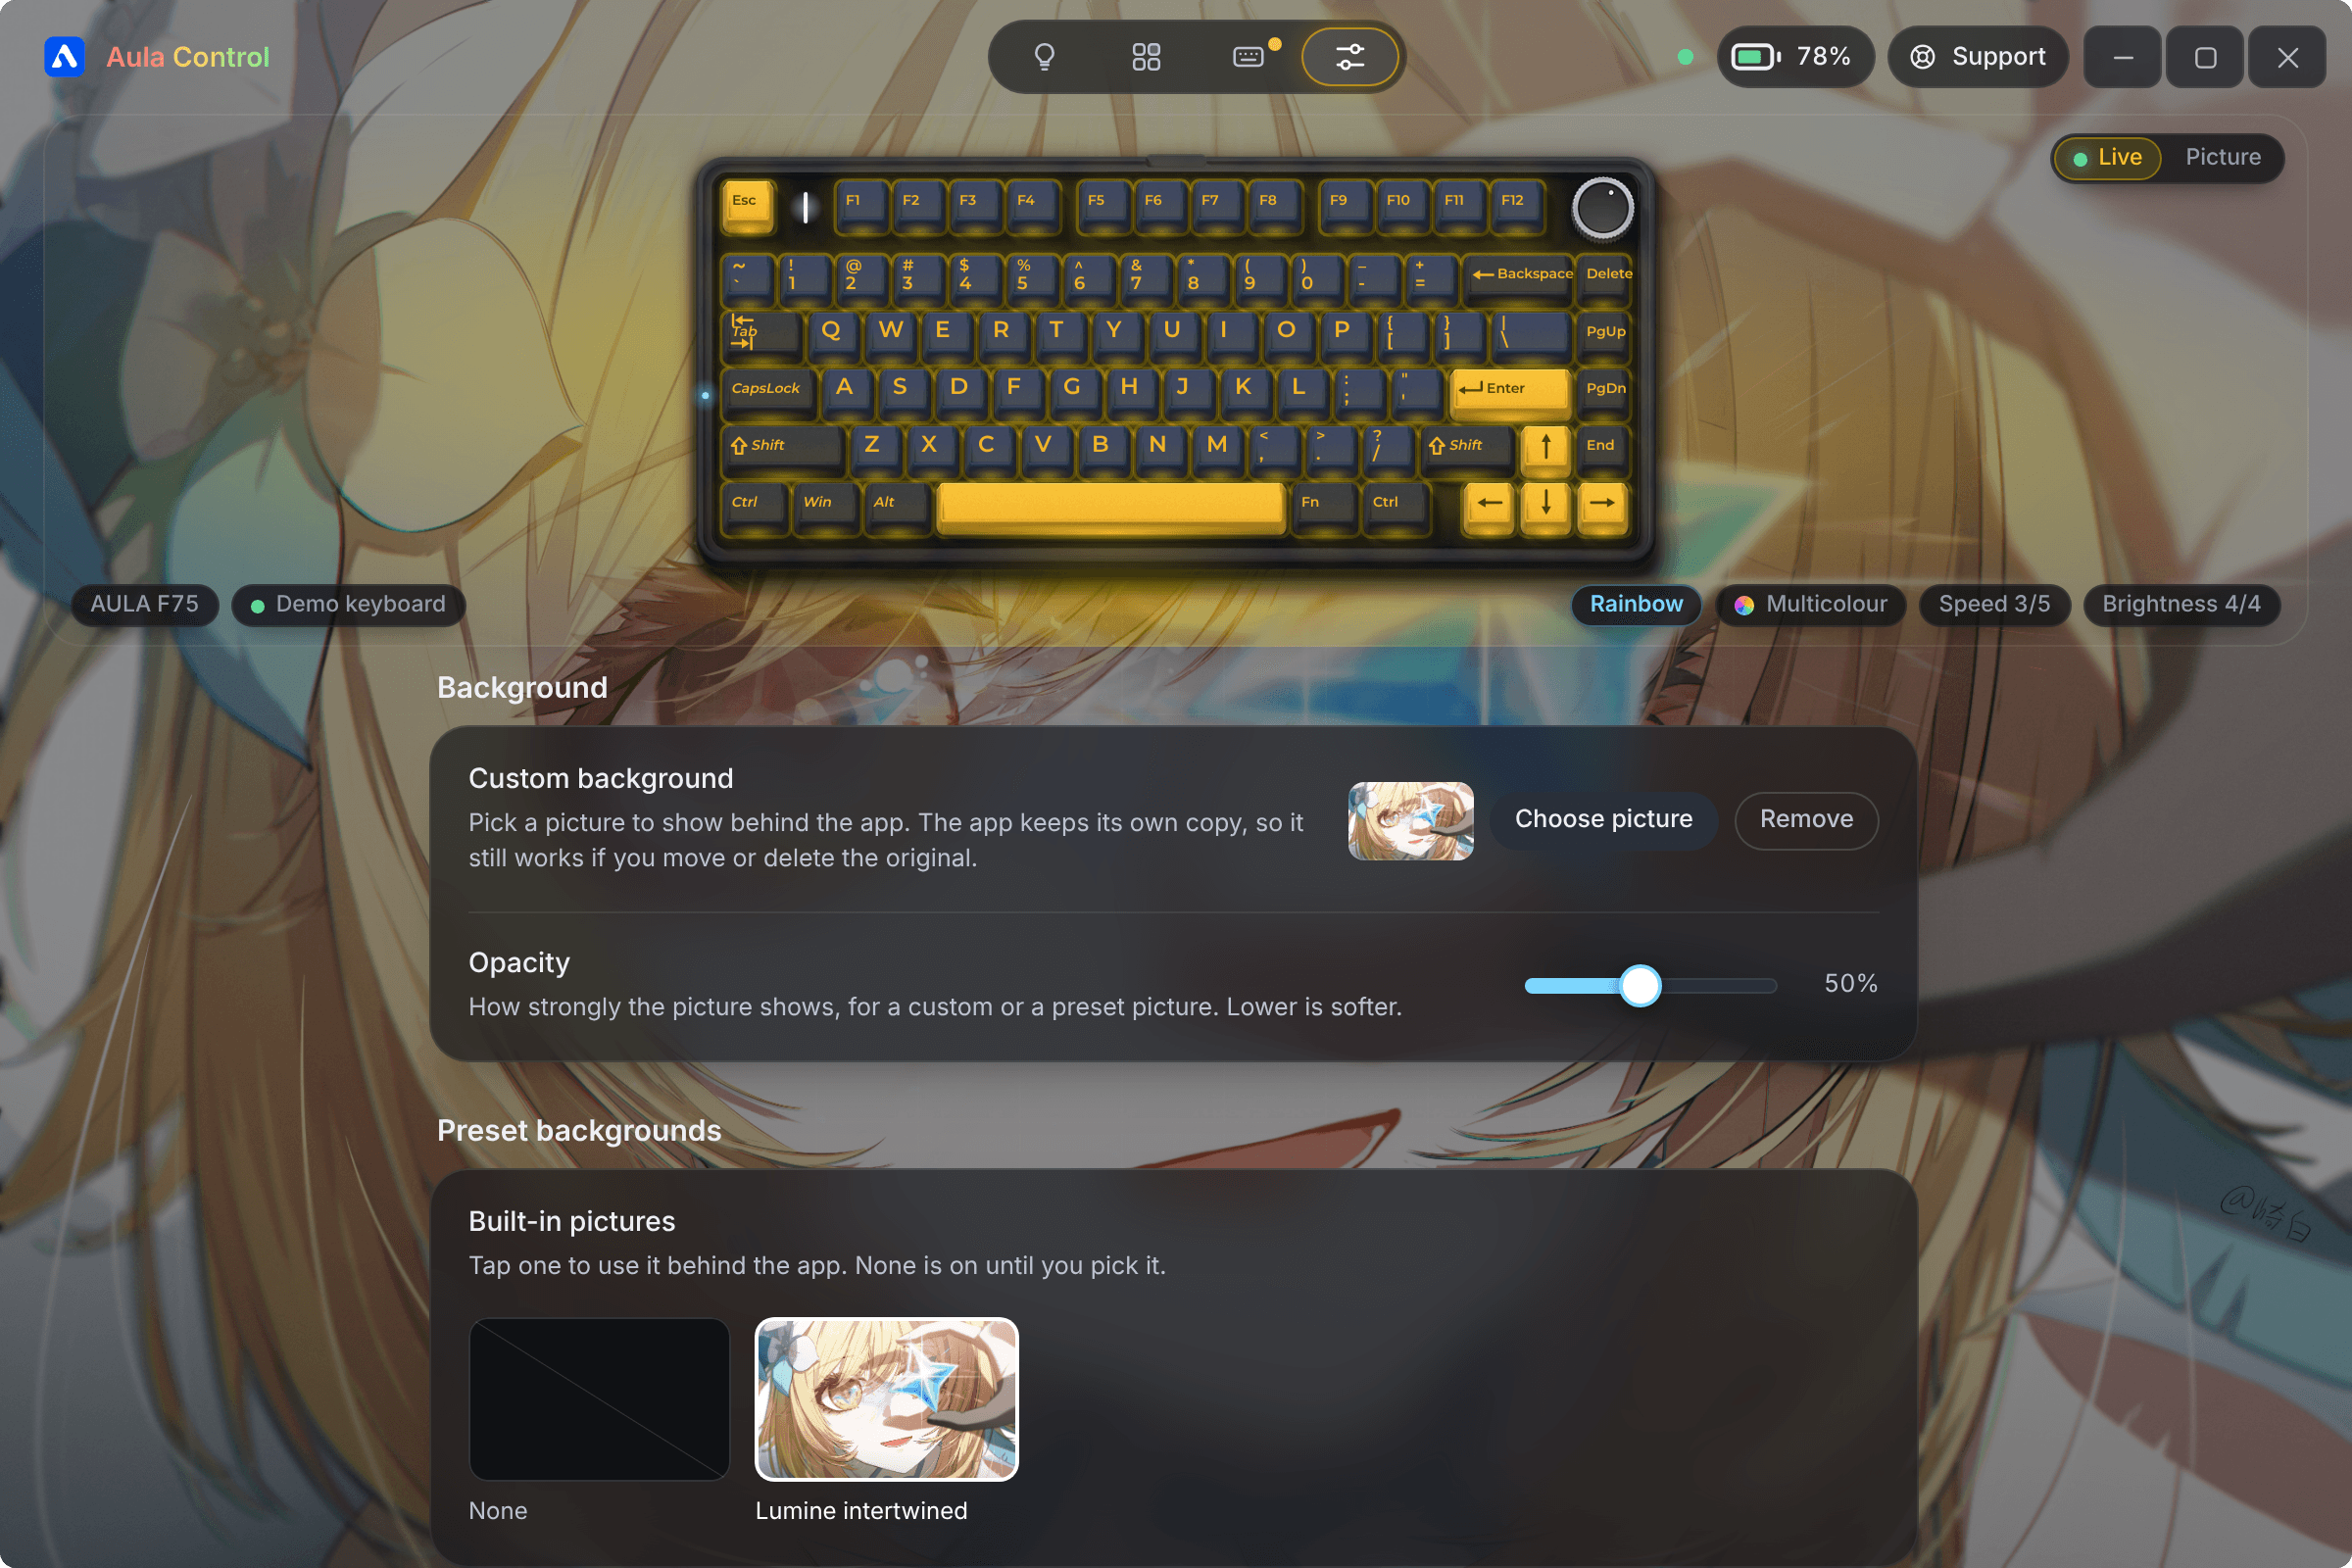 Aula Control
78%
Support
Live
Picture
Esc
F1 F2 F3 F4 F5 F6 F7 F8 F9 F10 F11 F12
~ ! @ # $ % ^ & * ( ) _ +
` 1 2 3 4 5 6 7 8 9 0 - = Backspace Delete
Tab Q W E R T Y U I O P { } | PgUp
[ ] \
CapsLock A S D F G H J K L : " Enter PgDn
; '
Shift Z X C V B N M < > ? Shift End
, . /
Ctrl Win Alt Fn Ctrl
AULA F75
Demo keyboard
Rainbow
Multicolour
Speed 3/5
Brightness 4/4
Background
Custom background
Pick a picture to show behind the app. The app keeps its own copy, so it
still works if you move or delete the original.
Choose picture
Remove
Opacity
How strongly the picture shows, for a custom or a preset picture. Lower is softer.
50%
Preset backgrounds
Built-in pictures
Tap one to use it behind the app. None is on until you pick it.
None
Lumine intertwined